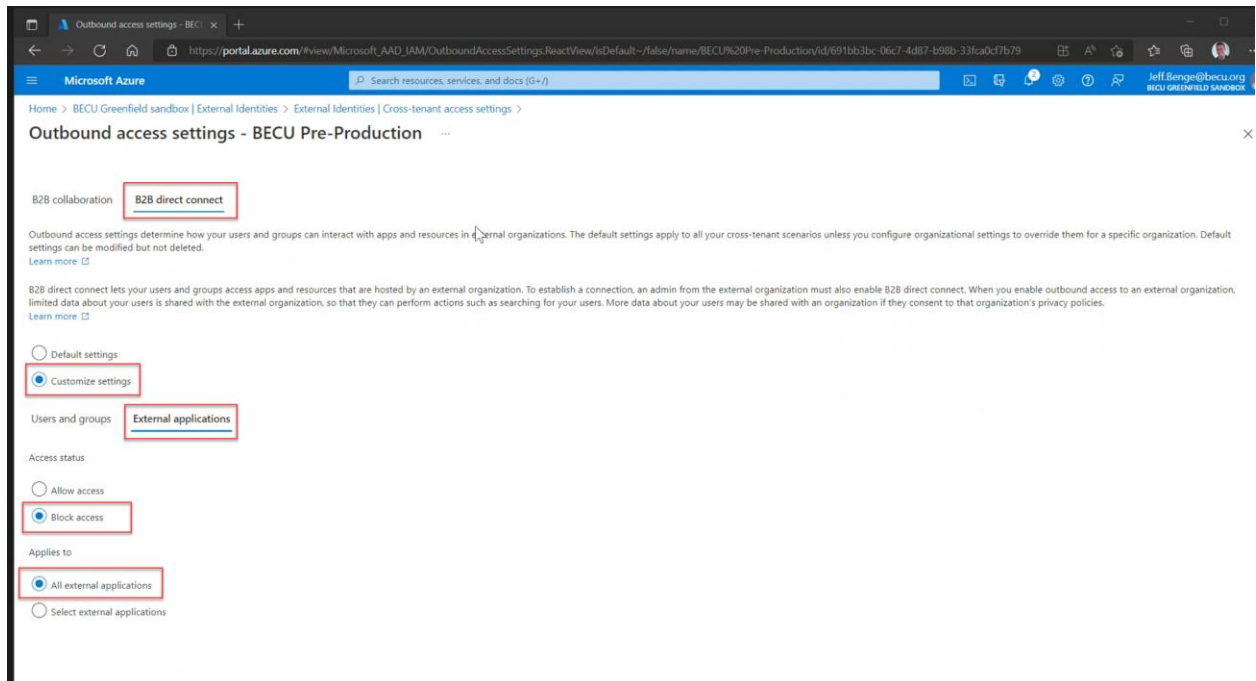 Outbound access settings - BEC
https://portal.azure.com/#view/Microsoft_AAD_IAM/OutboundAccessSettings.ReactView/isDefault~/false/name/BECU%20Pre-Production/id/691bb3bc-06c7-4d87-b98b-33fca0cf7b79
Microsoft Azure
Search resources, services, and docs (G+/)
2
Jeff.Benge@becu.org
BECU GREENFIELD SANDBOX
Home > BECU Greenfield sandbox | External Identities > External Identities | Cross-tenant access settings >
Outbound access settings - BECU Pre-Production ...
B2B collaboration
B2B direct connect
Outbound access settings determine how your users and groups can interact with apps and resources in external organizations. The default settings apply to all your cross-tenant scenarios unless you configure organizational settings to override them for a specific organization. Default
settings can be modified but not deleted.
Learn more
B2B direct connect lets your users and groups access apps and resources that are hosted by an external organization. To establish a connection, an admin from the external organization must also enable B2B direct connect. When you enable outbound access to an external organization,
limited data about your users is shared with the external organization, so that they can perform actions such as searching for your users. More data about your users may be shared with an organization if they consent to that organization's privacy policies.
Learn more
Default settings
Customize settings
Users and groups
External applications
Access status
Allow access
Block access
Applies to
All external applications
Select external applications